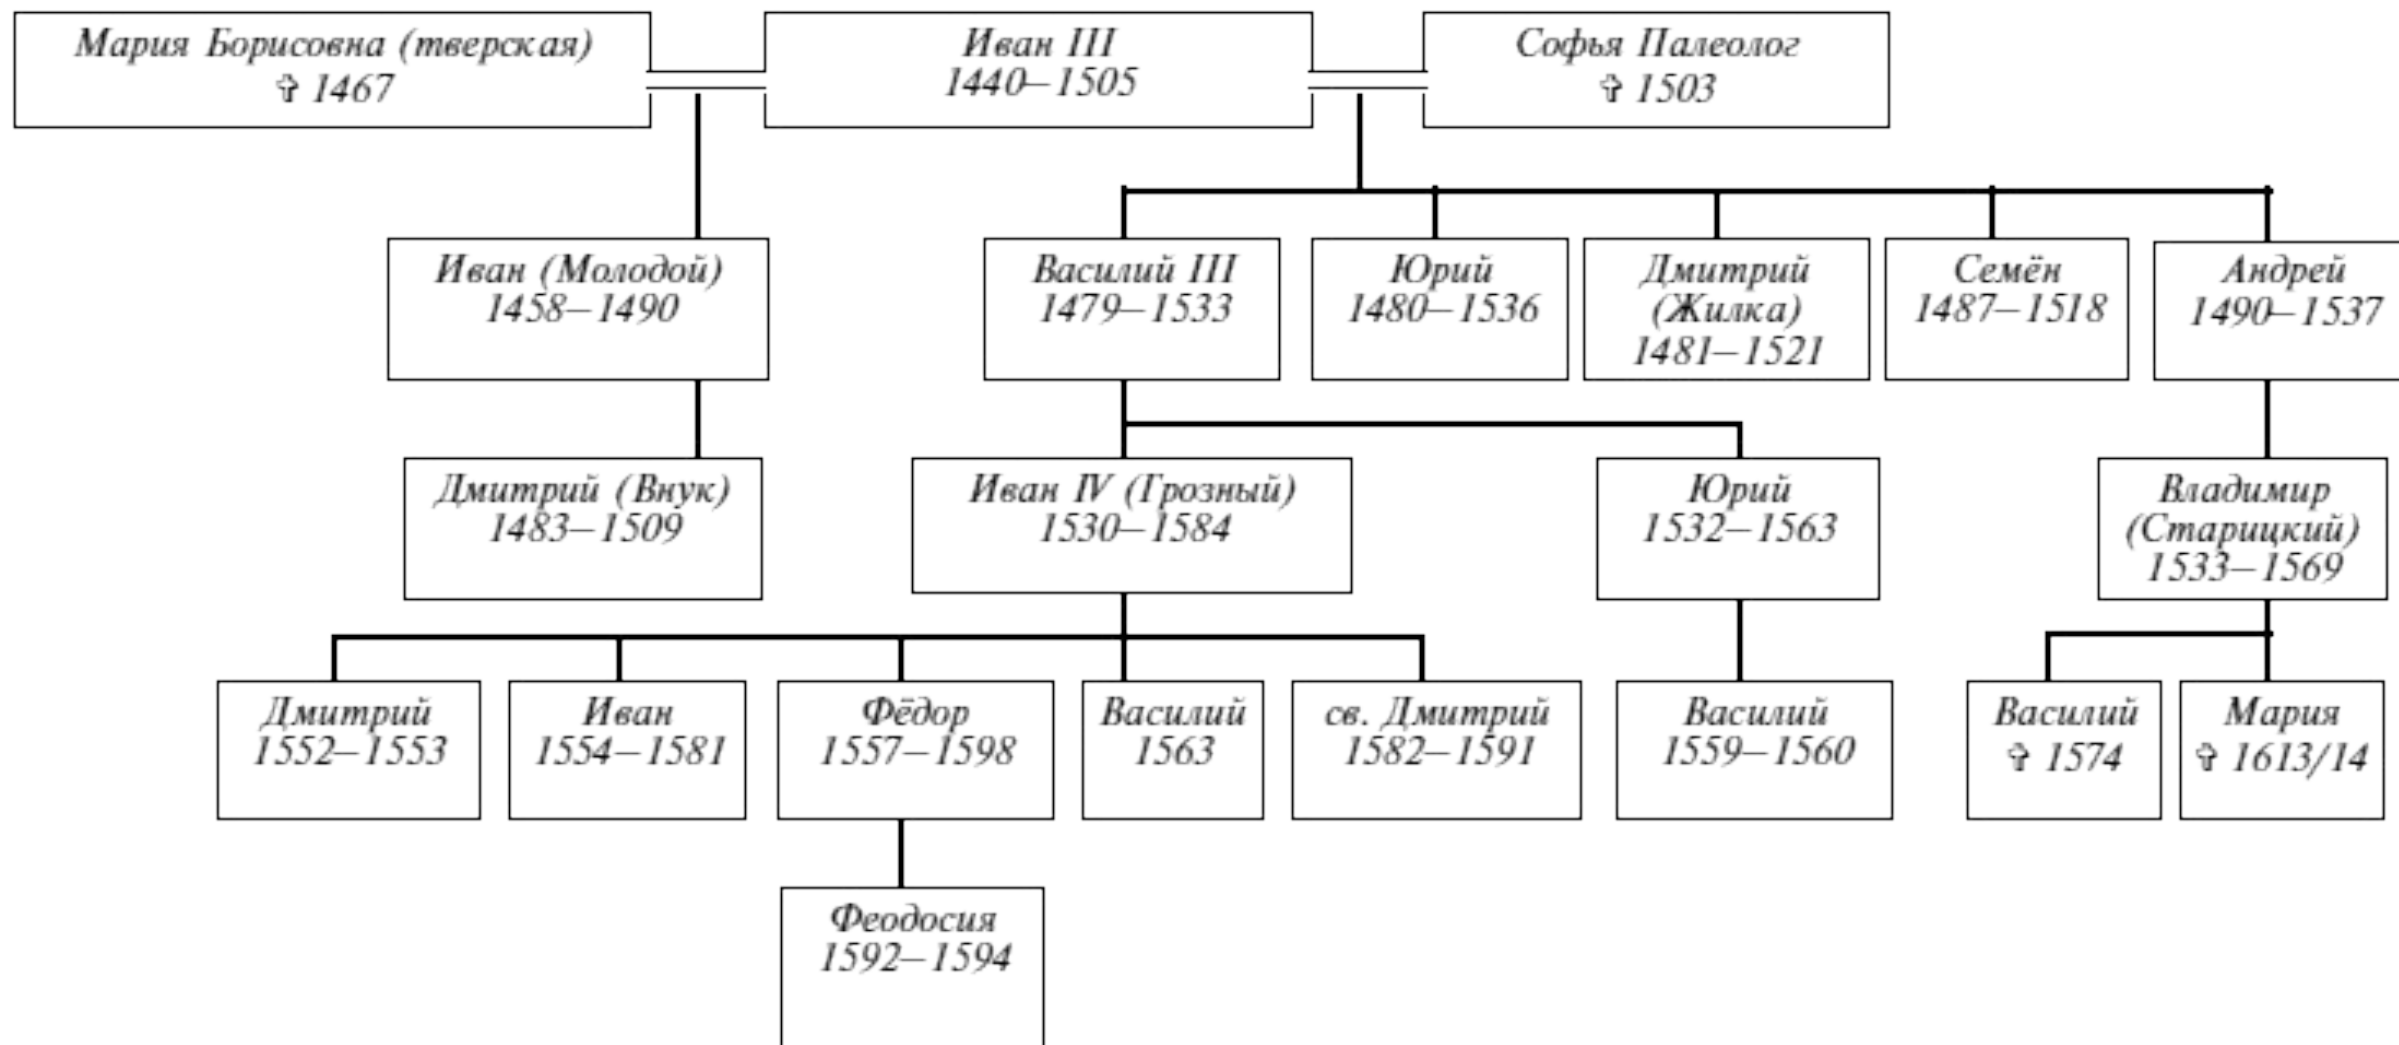 Мария Борисовна (тверская)
✞ 1467
Иван III
1440–1505
Софья Палеолог
✞ 1503
Иван (Молодой)
1458–1490
Василий III
1479–1533
Юрий
1480–1536
Дмитрий
(Жилка)
1481–1521
Семён
1487–1518
Андрей
1490–1537
Дмитрий (Внук)
1483–1509
Иван IV (Грозный)
1530–1584
Юрий
1532–1563
Владимир
(Старицкий)
1533–1569
Дмитрий
1552–1553
Иван
1554–1581
Фёдор
1557–1598
Василий
1563
св. Дмитрий
1582–1591
Василий
1559–1560
Василий
✞ 1574
Мария
✞ 1613/14
Феодосия
1592–1594